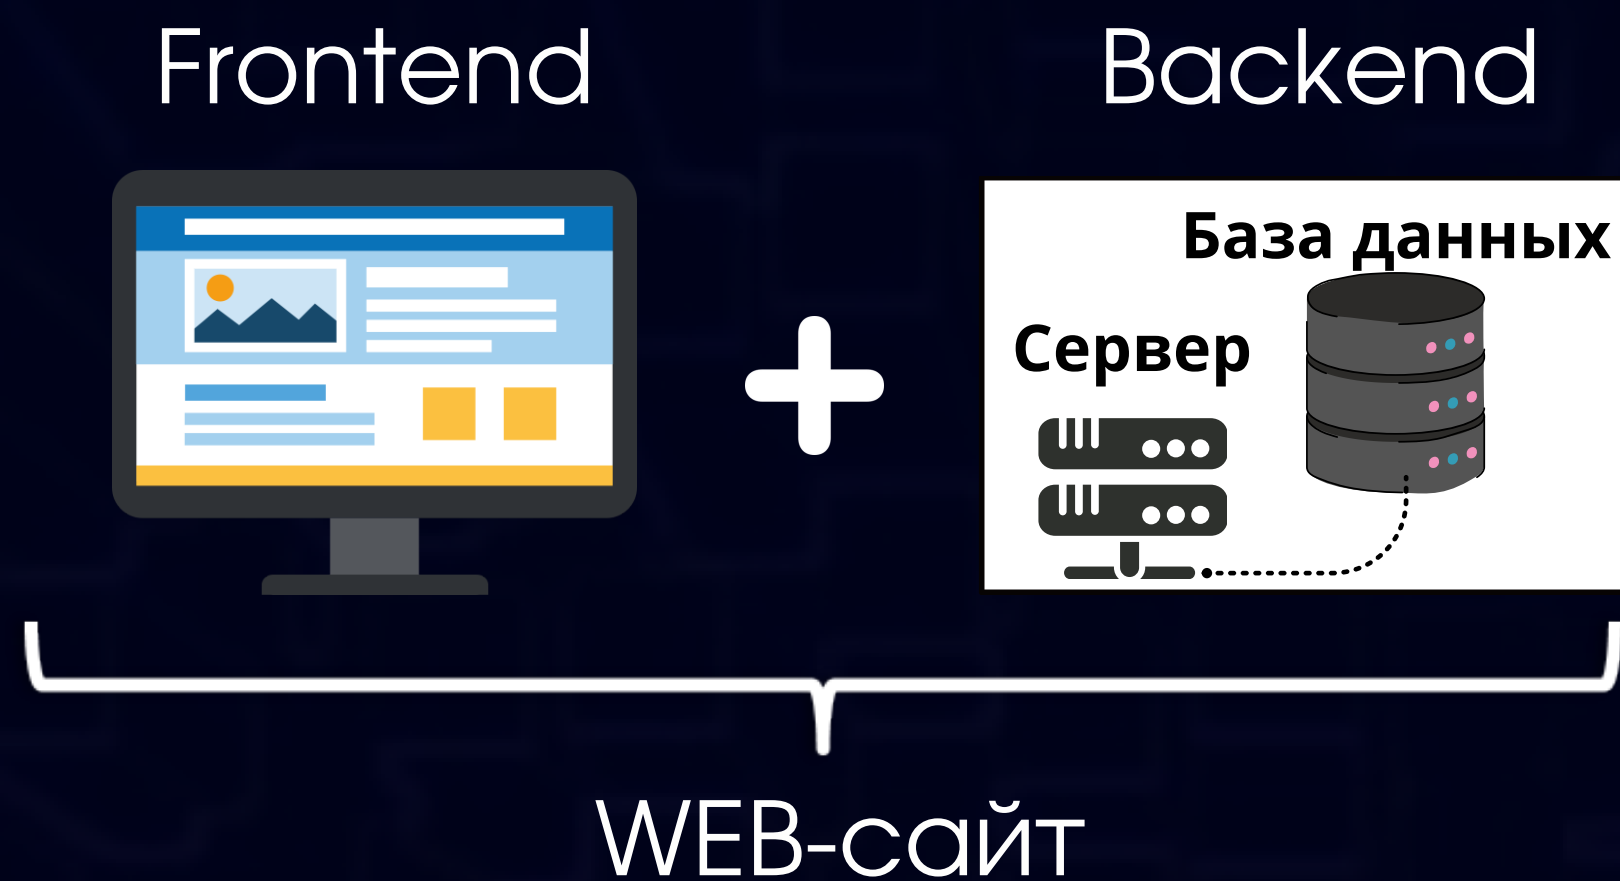 Frontend
Backend
База данных
Сервер
WEB-сайт